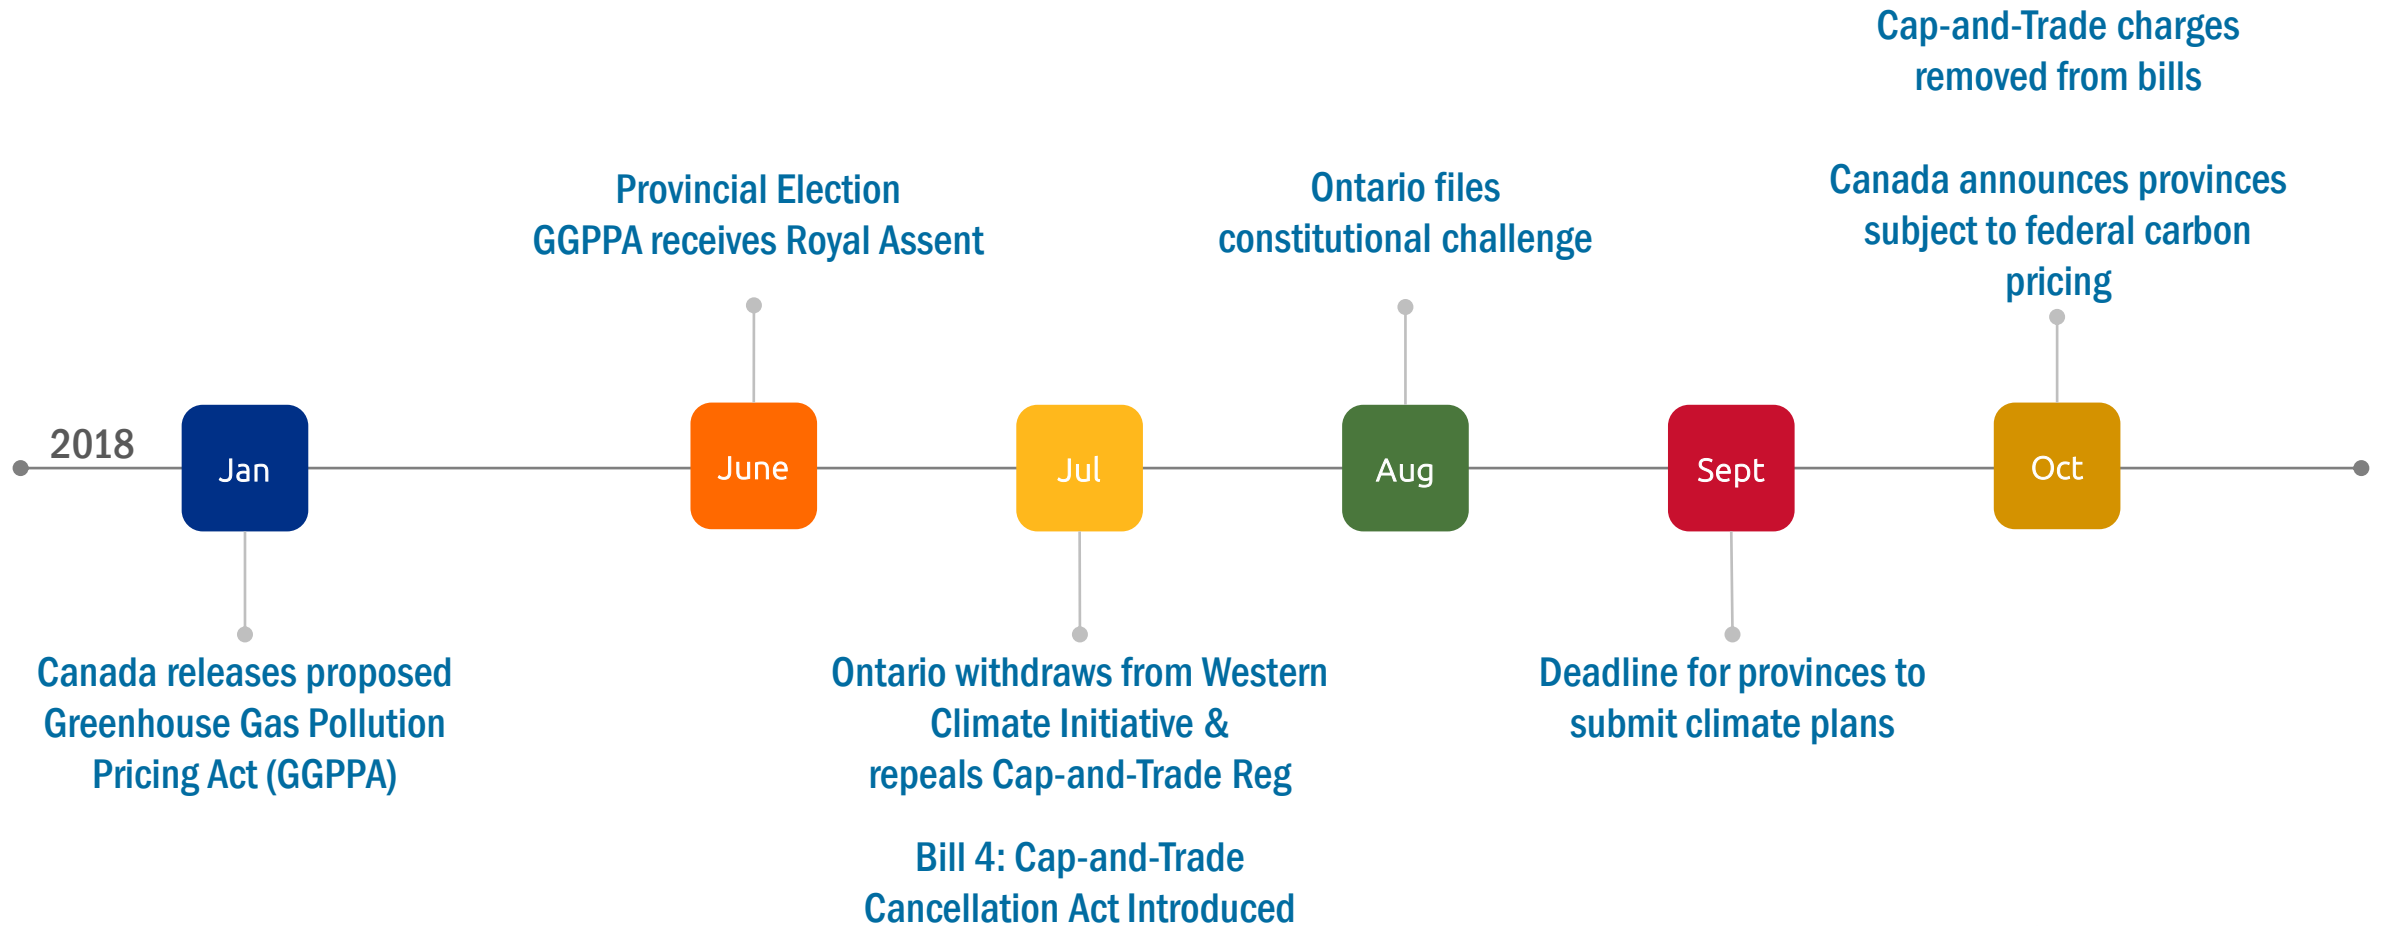 2018
Jan
Canada releases proposed
Greenhouse Gas Pollution
Pricing Act (GGPPA)
Provincial Election
GGPPA receives Royal Assent
June
Jul
Ontario withdraws from Western
Climate Initiative &
repeals Cap-and-Trade Reg
Bill 4: Cap-and-Trade
Cancellation Act Introduced
Ontario files
constitutional challenge
Aug
Sept
Deadline for provinces to
submit climate plans
Cap-and-Trade charges
removed from bills
Canada announces provinces
subject to federal carbon
pricing
Oct